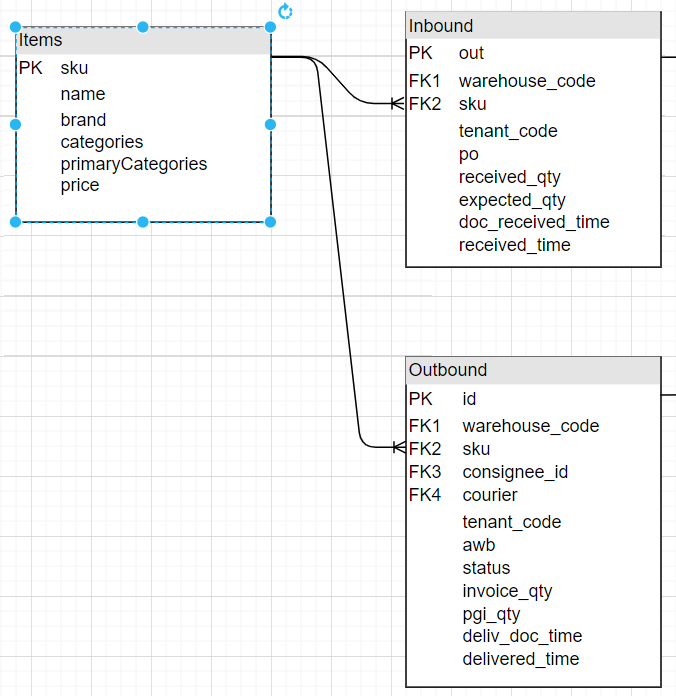 Items
PK sku
name
brand
categories
primaryCategories
price
Inbound
PK out
FK1 warehouse_code
FK2 sku
tenant_code
po
received_qty
expected_qty
doc_received_time
received_time
Outbound
PK id
FK1 warehouse_code
FK2 sku
FK3 consignee_id
FK4 courier
tenant_code
awb
status
invoice_qty
pgi_qty
deliv_doc_time
delivered_time